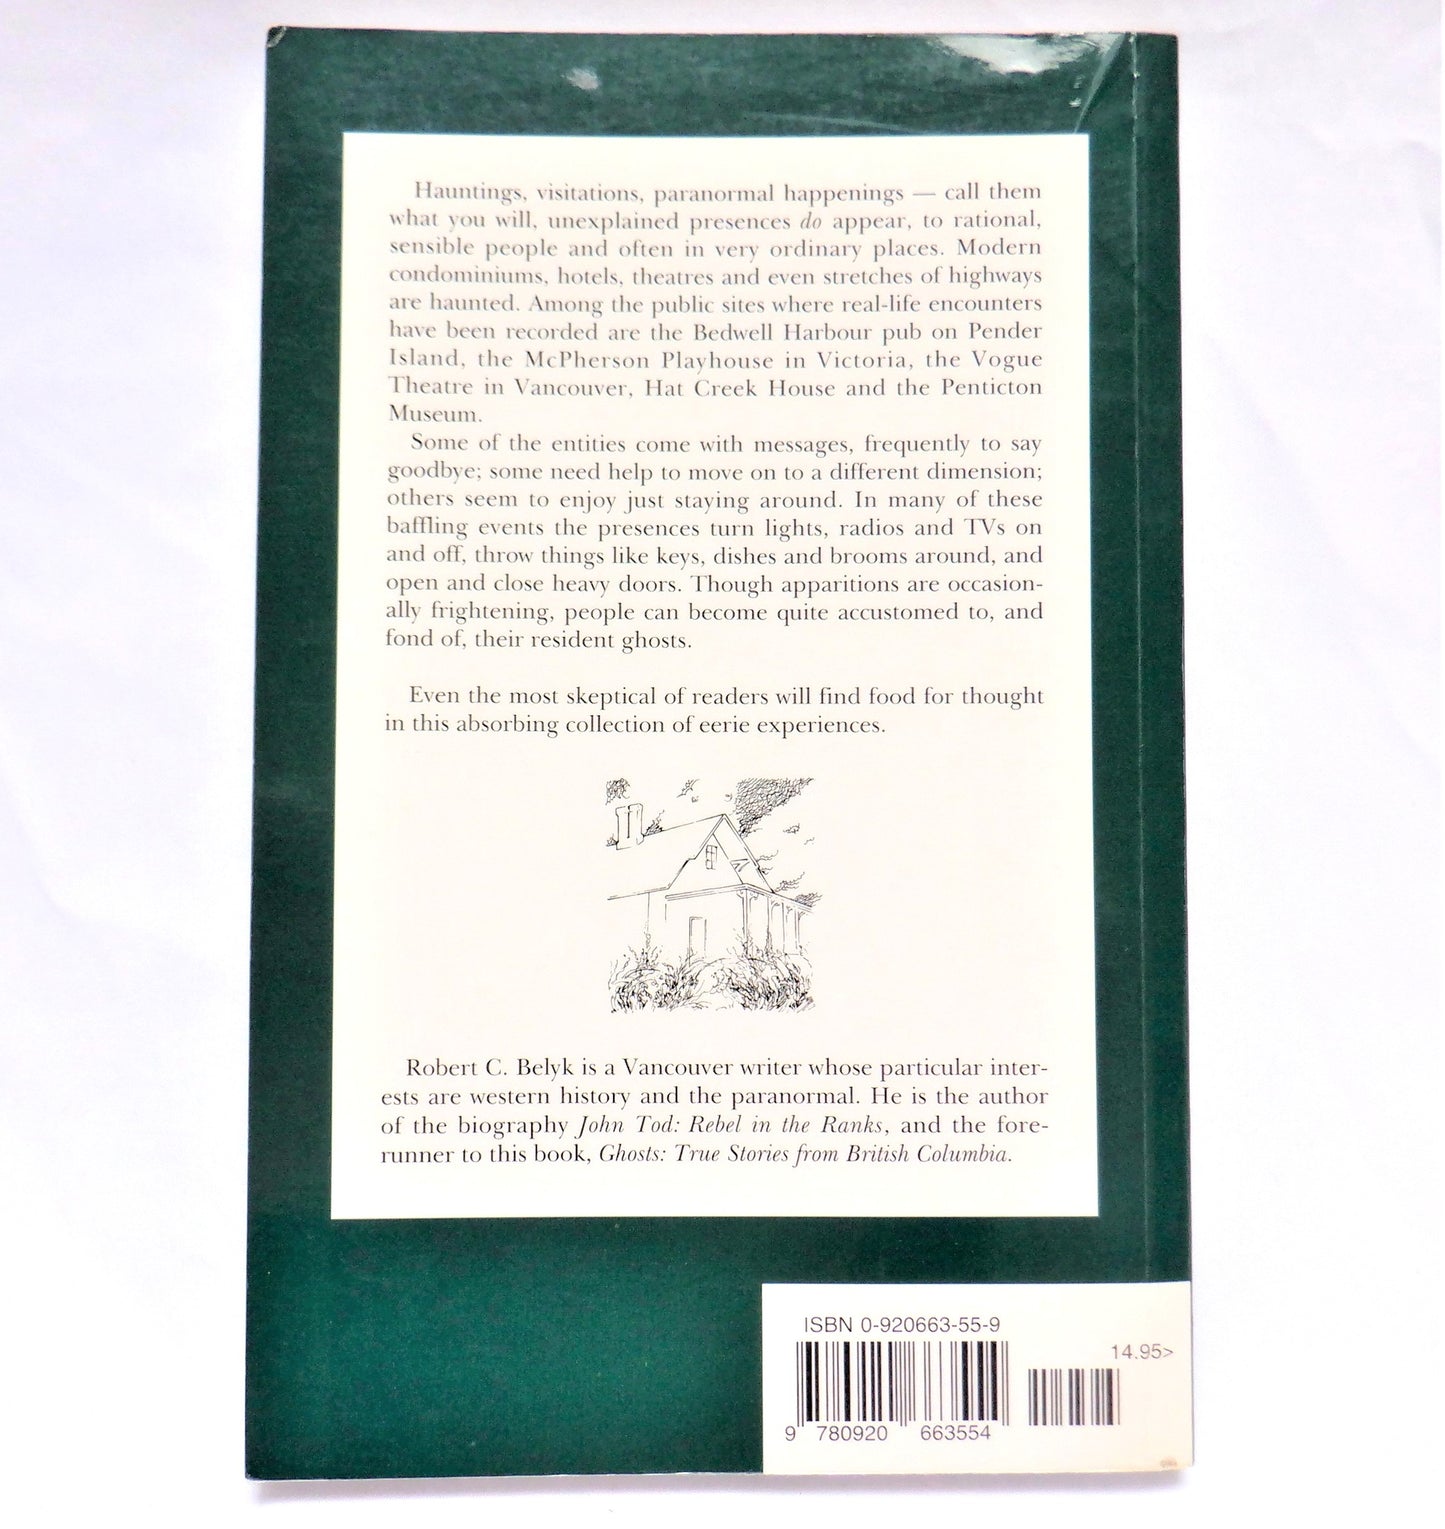 Hauntings, visitations, paranormal happenings — call them
what you will, unexplained presences do appear, to rational,
sensible people and often in very ordinary places. Modern
condominiums, hotels, theatres and even stretches of highways
are haunted. Among the public sites where real-life encounters
have been recorded are the Bedwell Harbour pub on Pender
Island, the McPherson Playhouse in Victoria, the Vogue
Theatre in Vancouver, Hat Creek House and the Penticton
Museum.
Some of the entities come with messages, frequently to say
goodbye; some need help to move on to a different dimension;
others seem to enjoy just staying around. In many of these
baffling events the presences turn lights, radios and TVs on
and off, throw things like keys, dishes and brooms around, and
open and close heavy doors. Though apparitions are occasion-
ally frightening, people can become quite accustomed to, and
fond of, their resident ghosts.
Even the most skeptical of readers will find food for thought
in this absorbing collection of eerie experiences.
Robert C. Belyk is a Vancouver writer whose particular inter-
ests are western history and the paranormal. He is the author
of the biography John Tod: Rebel in the Ranks, and the fore-
runner to this book, Ghosts: True Stories from British Columbia.
ISBN 0-920663-55-9
14.95>
9 780920 663554